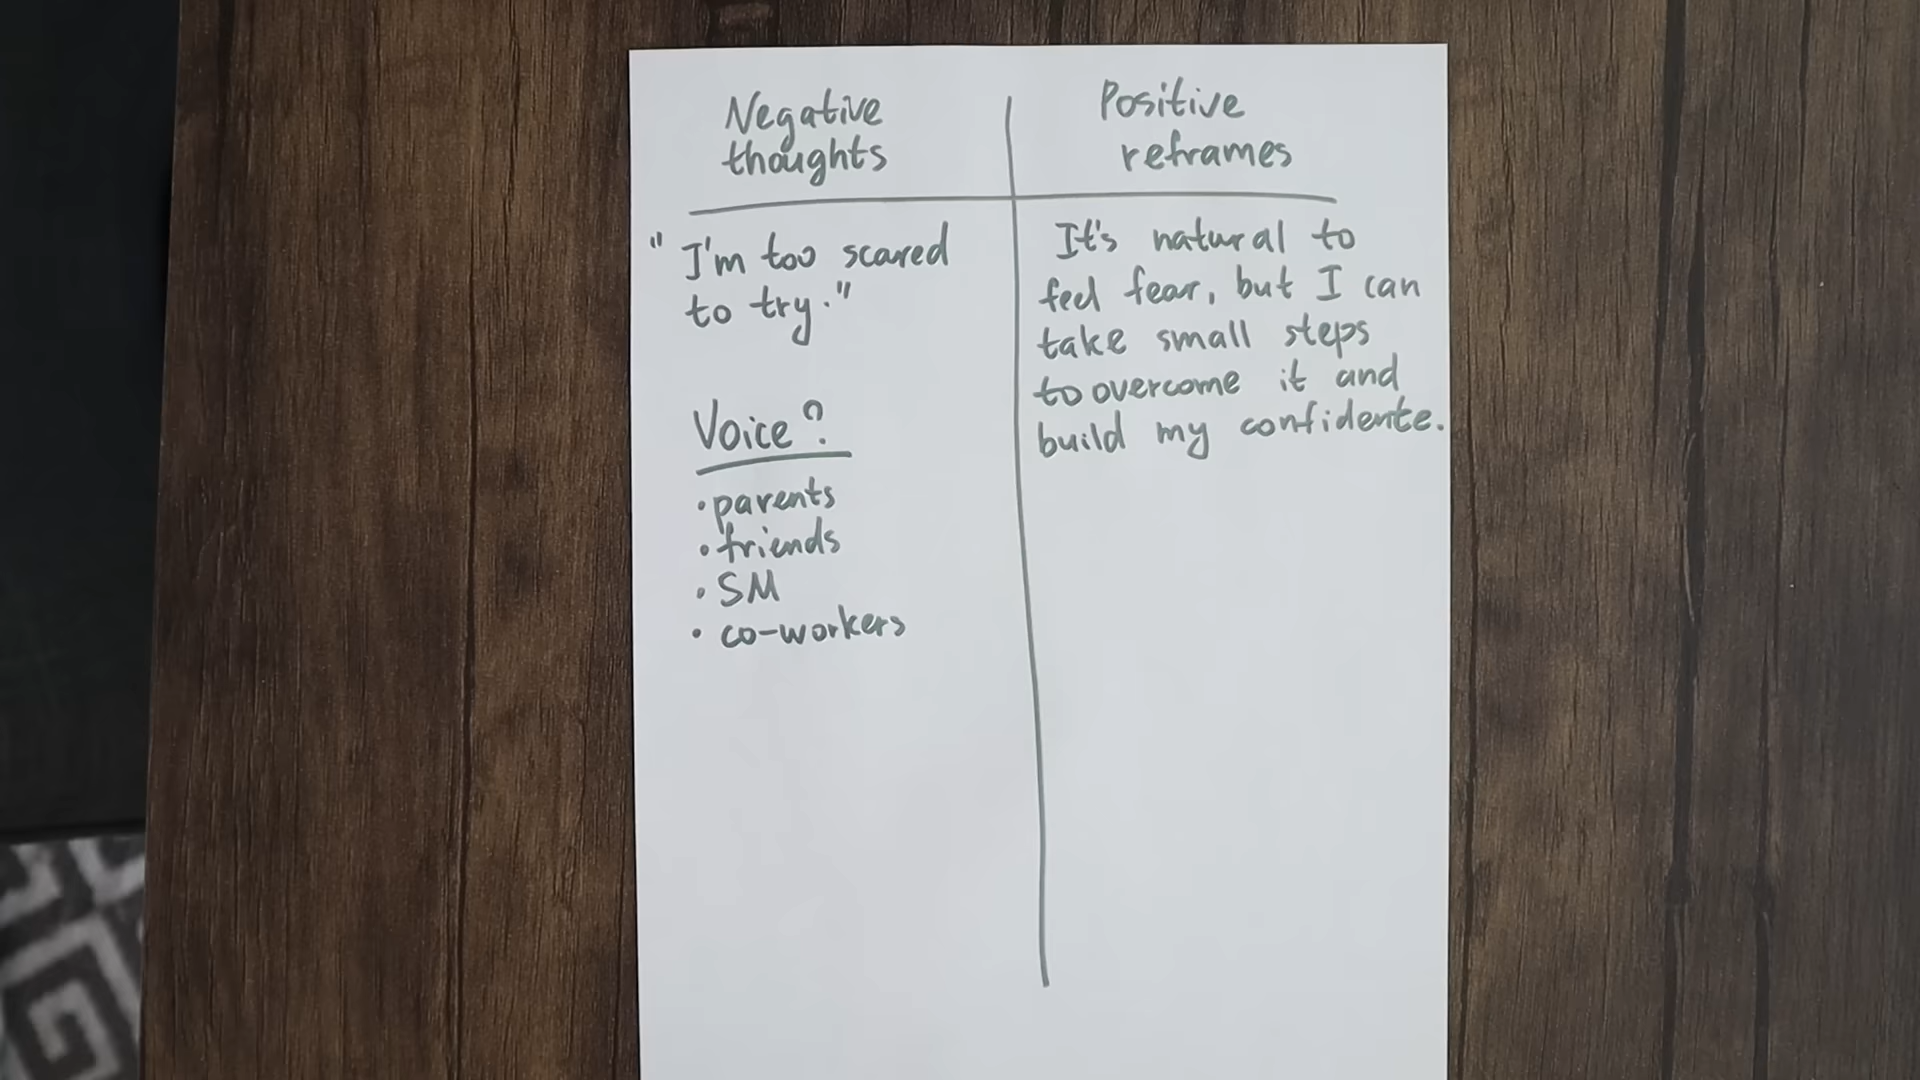 Negative
thoughts
"I'm too scared
to try."
Voice?
• parents
• friends
• SM
• co-workers
Positive
reframes
It's natural to
feel fear, but I can
take small steps
to overcome it and
build my confidente.